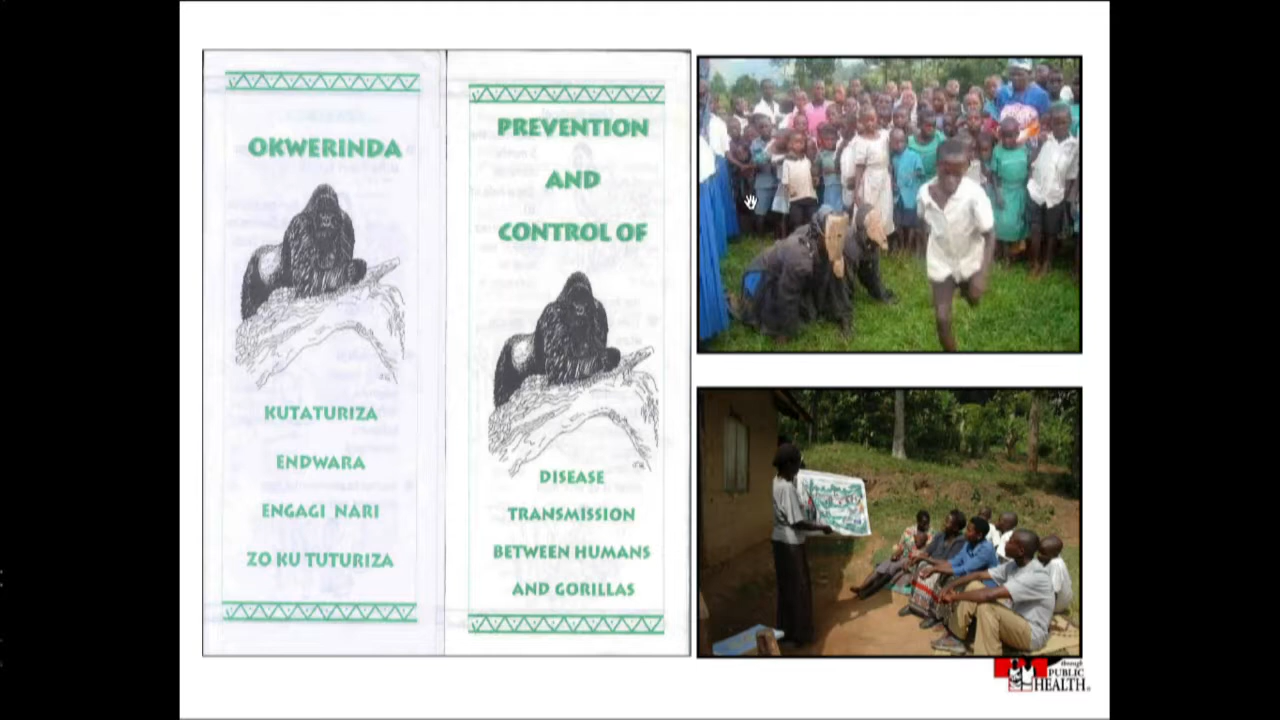 OKWERINDA
KUTATURIZA
ENDWARA
ENGAGI NARI
ZO KU TUTURIZA
PREVENTION
AND
CONTROL OF
DISEASE
TRANSMISSION
BETWEEN HUMANS
AND GORILLAS
through
PUBLIC
HEALTH